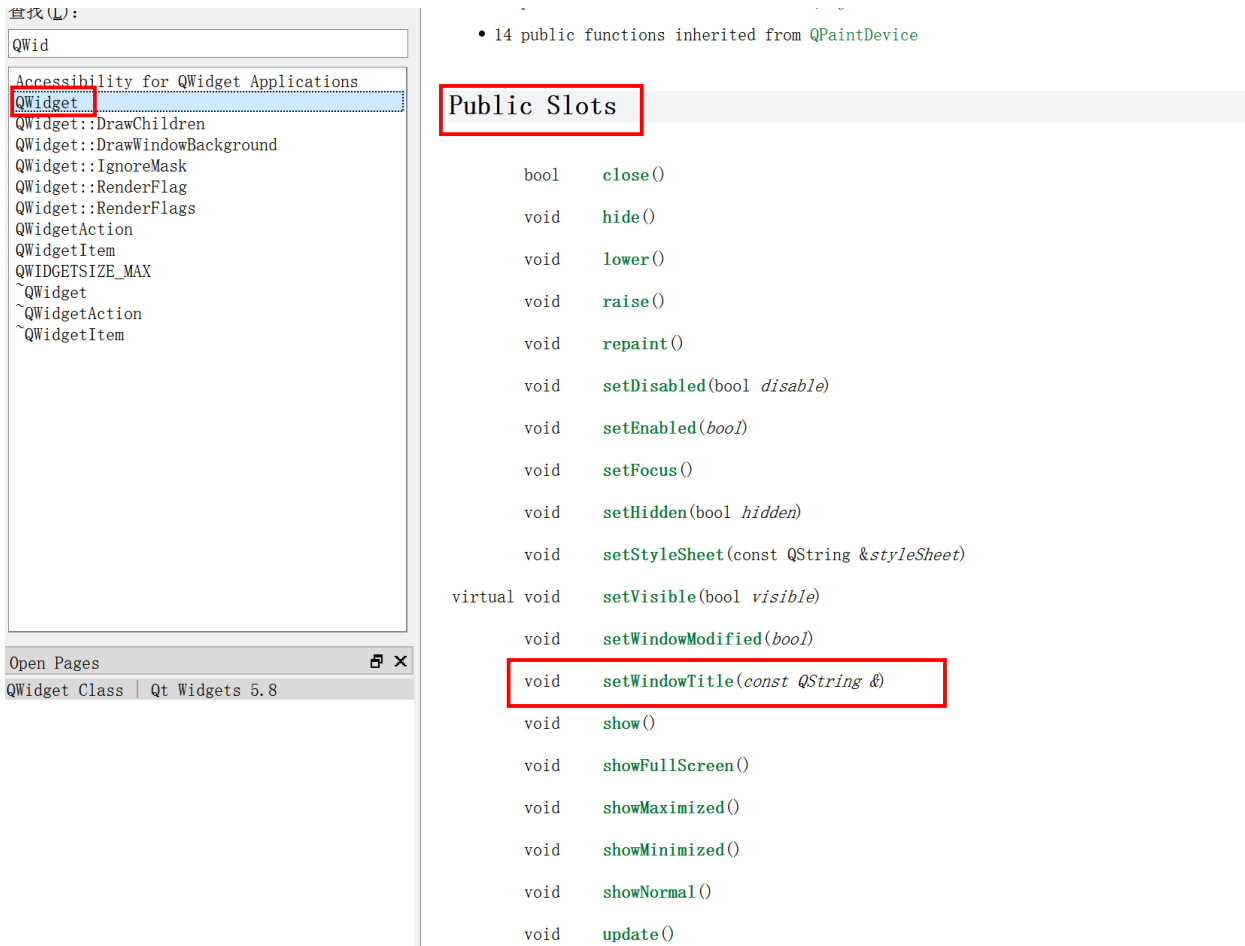 查找(L):
QWid
Accessibility for QWidget Applications
QWidget
QWidget::DrawChildren
QWidget::DrawWindowBackground
QWidget::IgnoreMask
QWidget::RenderFlag
QWidget::RenderFlags
QWidgetAction
QWidgetItem
QWIDGETSIZE_MAX
~QWidget
~QWidgetAction
~QWidgetItem
Open Pages
QWidget Class | Qt Widgets 5.8
• 14 public functions inherited from QPaintDevice
Public Slots
bool close()
void hide()
void lower()
void raise()
void repaint()
void setDisabled(bool disable)
void setEnabled(bool)
void setFocus()
void setHidden(bool hidden)
void setStyleSheet(const QString &styleSheet)
virtual void setVisible(bool visible)
void setWindowModified(bool)
void setWindowTitle(const QString &)
void show()
void showFullScreen()
void showMaximized()
void showMinimized()
void showNormal()
void update()